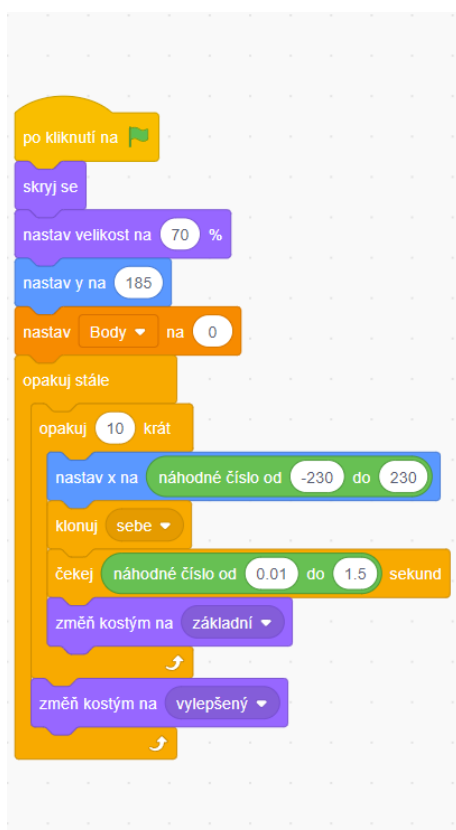 po kliknutí na
skryj se
nastav velikost na 70 %
nastav y na 185
nastav Body na 0
opakuj stále
opakuj 10 krát
nastav x na náhodné číslo od -230 do 230
klonuj sebe
čekej náhodné číslo od 0.01 do 1.5 sekund
změň kostým na základní
změň kostým na vylepšený